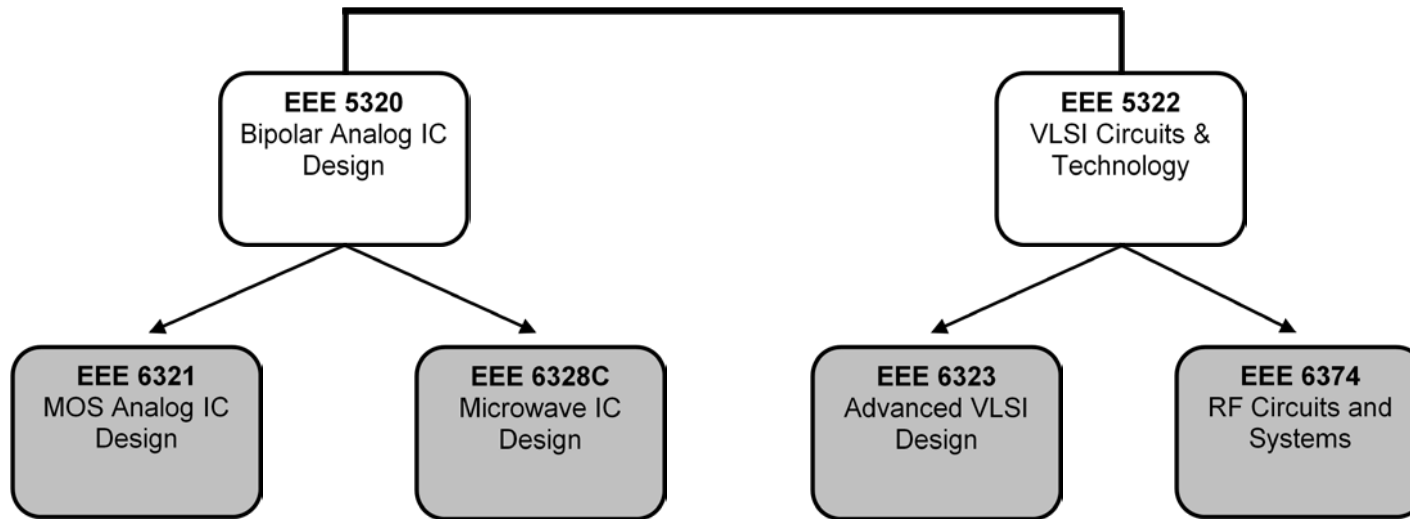 EEE 5320
Bipolar Analog IC
Design
EEE 5322
VLSI Circuits &
Technology
EEE 6321
MOS Analog IC
Design
EEE 6328C
Microwave IC
Design
EEE 6323
Advanced VLSI
Design
EEE 6374
RF Circuits and
Systems